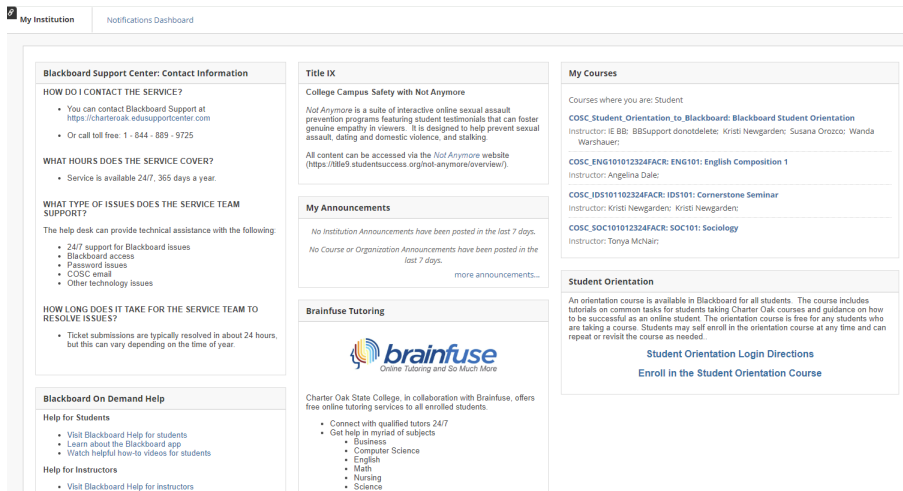 My Institution
Notifications Dashboard
Blackboard Support Center: Contact Information
HOW DO I CONTACT THE SERVICE?
You can contact Blackboard Support at
https://charteroak.edusupportcenter.com
Or call toll free: 1 - 844 - 889 - 9725
WHAT HOURS DOES THE SERVICE COVER?
Service is available 24/7, 365 days a year.
WHAT TYPE OF ISSUES DOES THE SERVICE TEAM
SUPPORT?
The help desk can provide technical assistance with the following:
24/7 support for Blackboard issues
Blackboard access
Password issues
COSC email
Other technology issues
HOW LONG DOES IT TAKE FOR THE SERVICE TEAM TO
RESOLVE ISSUES?
Ticket submissions are typically resolved in about 24 hours,
but this can vary depending on the time of year.
Blackboard On Demand Help
Help for Students
Visit Blackboard Help for students
Learn about the Blackboard app
Watch helpful how-to videos for students
Help for Instructors
Visit Blackboard Help for instructors
Title IX
College Campus Safety with Not Anymore
Not Anymore is a suite of interactive online sexual assault
prevention programs featuring student testimonials that can foster
genuine empathy in viewers. It is designed to help prevent sexual
assault, dating and domestic violence, and stalking.
All content can be accessed via the Not Anymore website
(https://title9.studentsuccess.org/not-anymore/overview/).
My Announcements
No Institution Announcements have been posted in the last 7 days.
No Course or Organization Announcements have been posted in the
last 7 days.
more announcements...
Brainfuse Tutoring
brainfuse
Online Tutoring and So Much More
Charter Oak State College, in collaboration with Brainfuse, offers
free online tutoring services to all enrolled students.
Connect with qualified tutors 24/7
Get help in myriad of subjects
Business
Computer Science
English
Math
Nursing
Science
My Courses
Courses where you are: Student
COSC_Student_Orientation_to_Blackboard: Blackboard Student Orientation
Instructor: IE BB; BBSupport donotdelete; Kristi Newgarden; Susana Orozco; Wanda
Warshauer;
COSC_ENG101012324FACR: ENG101: English Composition 1
Instructor: Angelina Dale;
COSC_IDS101102324FACR: IDS101: Cornerstone Seminar
Instructor: Kristi Newgarden; Kristi Newgarden;
COSC_SOC101012324FACR: SOC101: Sociology
Instructor: Tonya McNair;
Student Orientation
An orientation course is available in Blackboard for all students. The course includes
tutorials on common tasks for students taking Charter Oak courses and guidance on how
to be successful as an online student. The orientation course is free for any students who
are taking a course. Students may self enroll in the orientation course at any time and can
repeat or revisit the course as needed..
Student Orientation Login Directions
Enroll in the Student Orientation Course